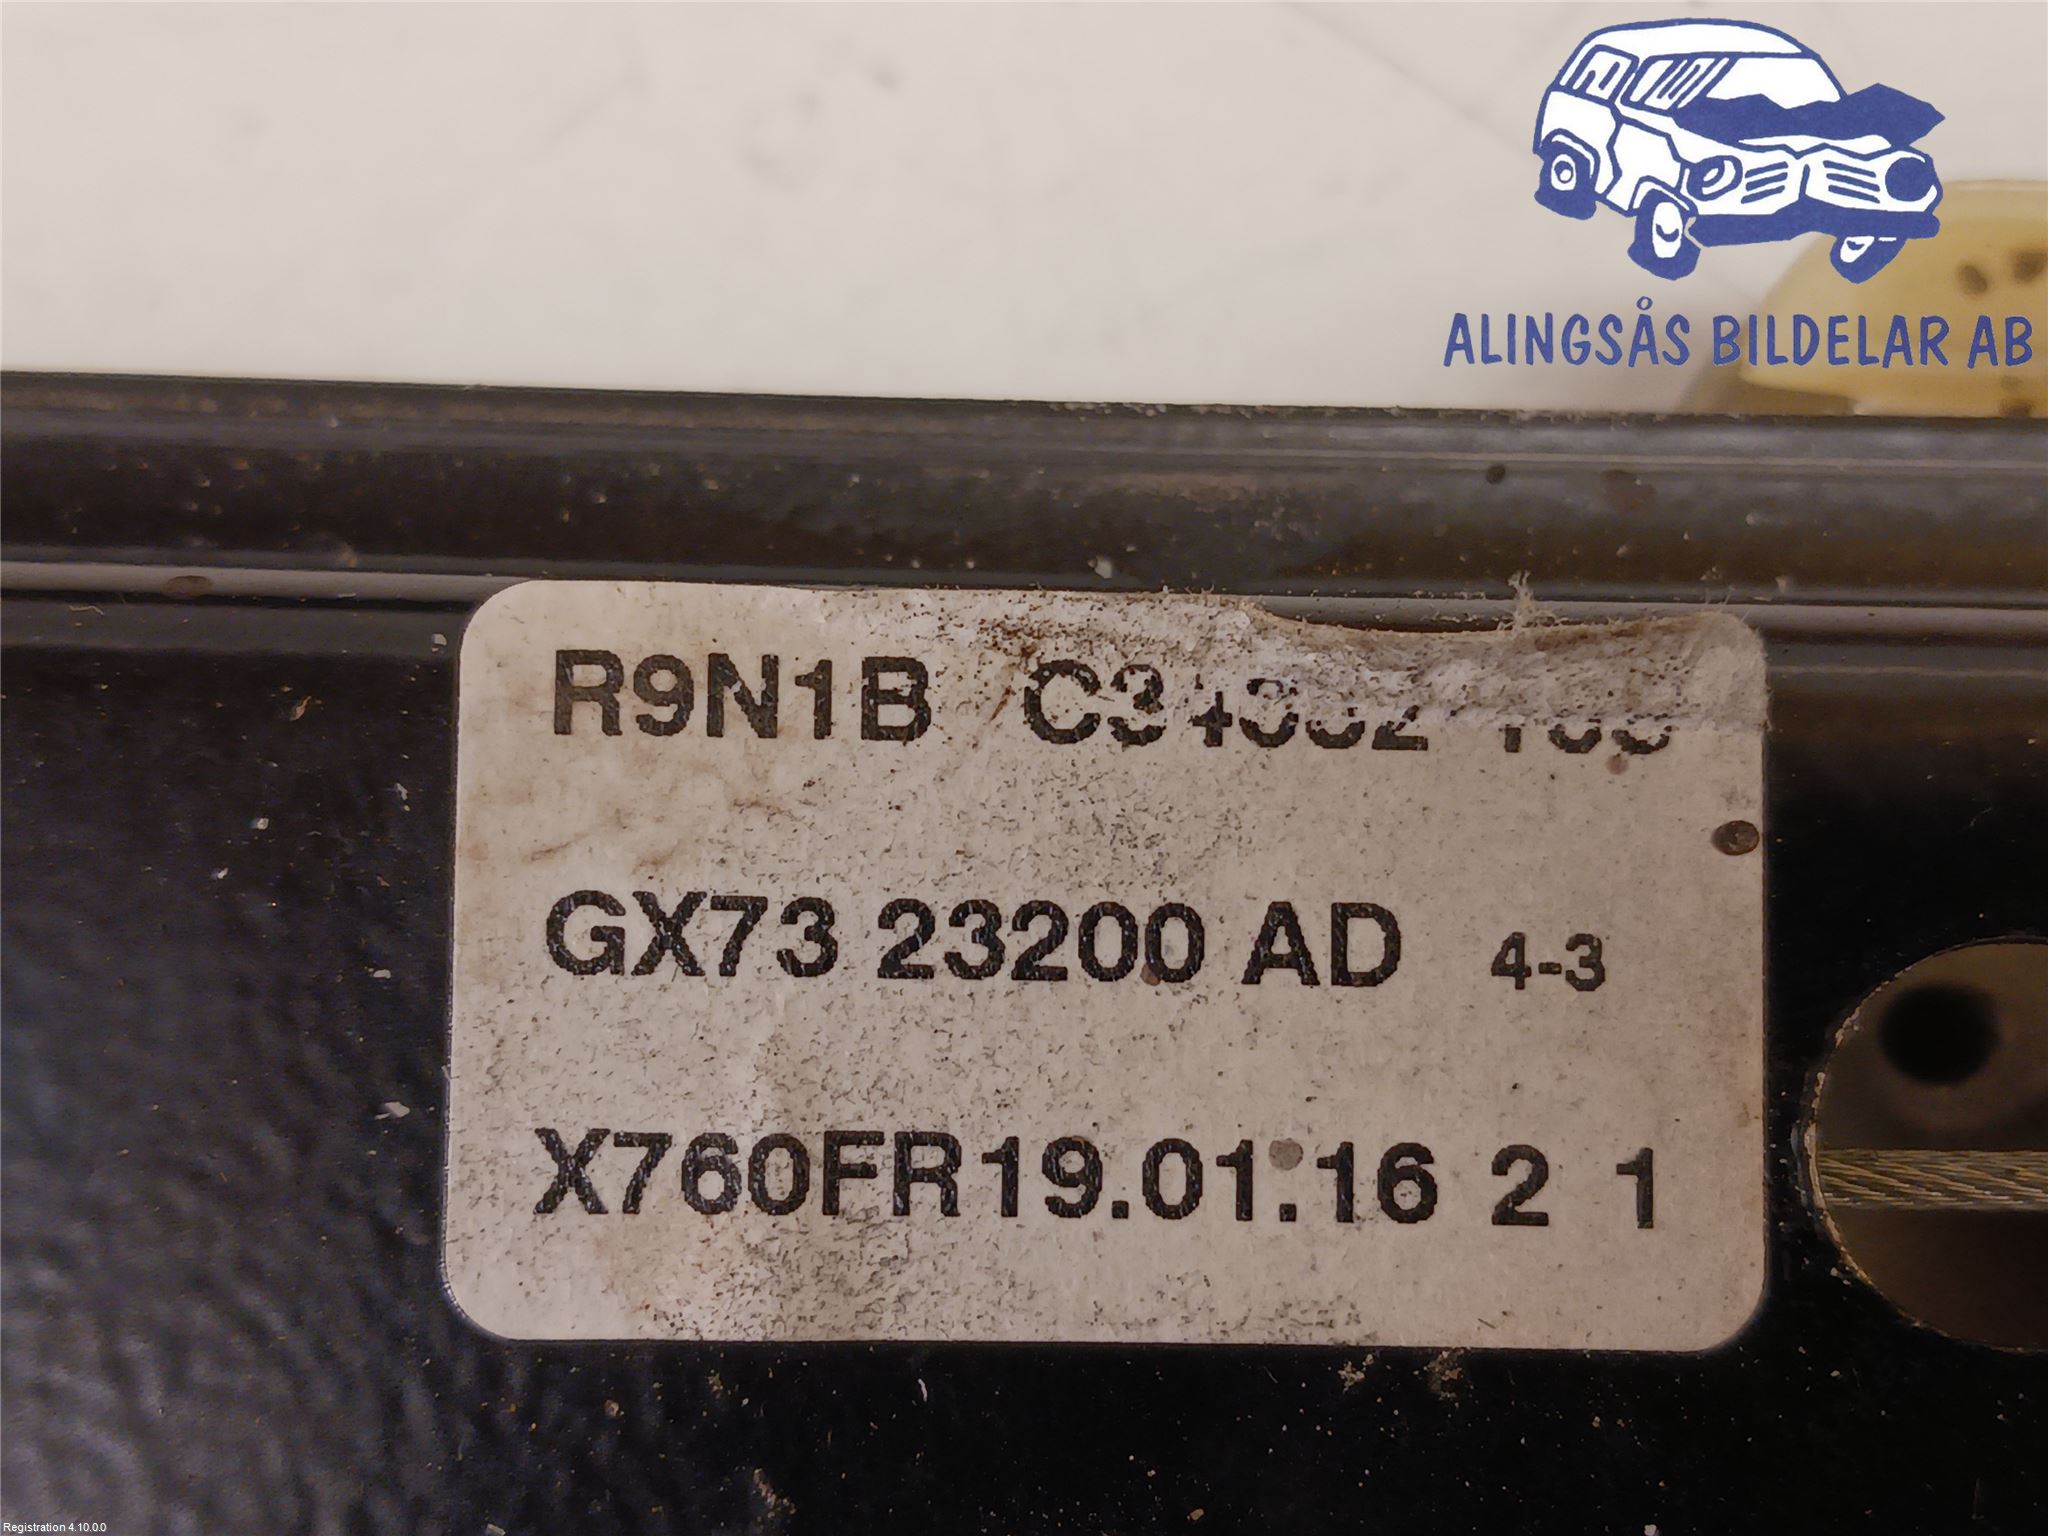 ALINGSÅS BILDELAR AB
R9N1B
GX73 23200 AD 4-3
X760FR19.01.16 2 1
Registration 4.10.0.0